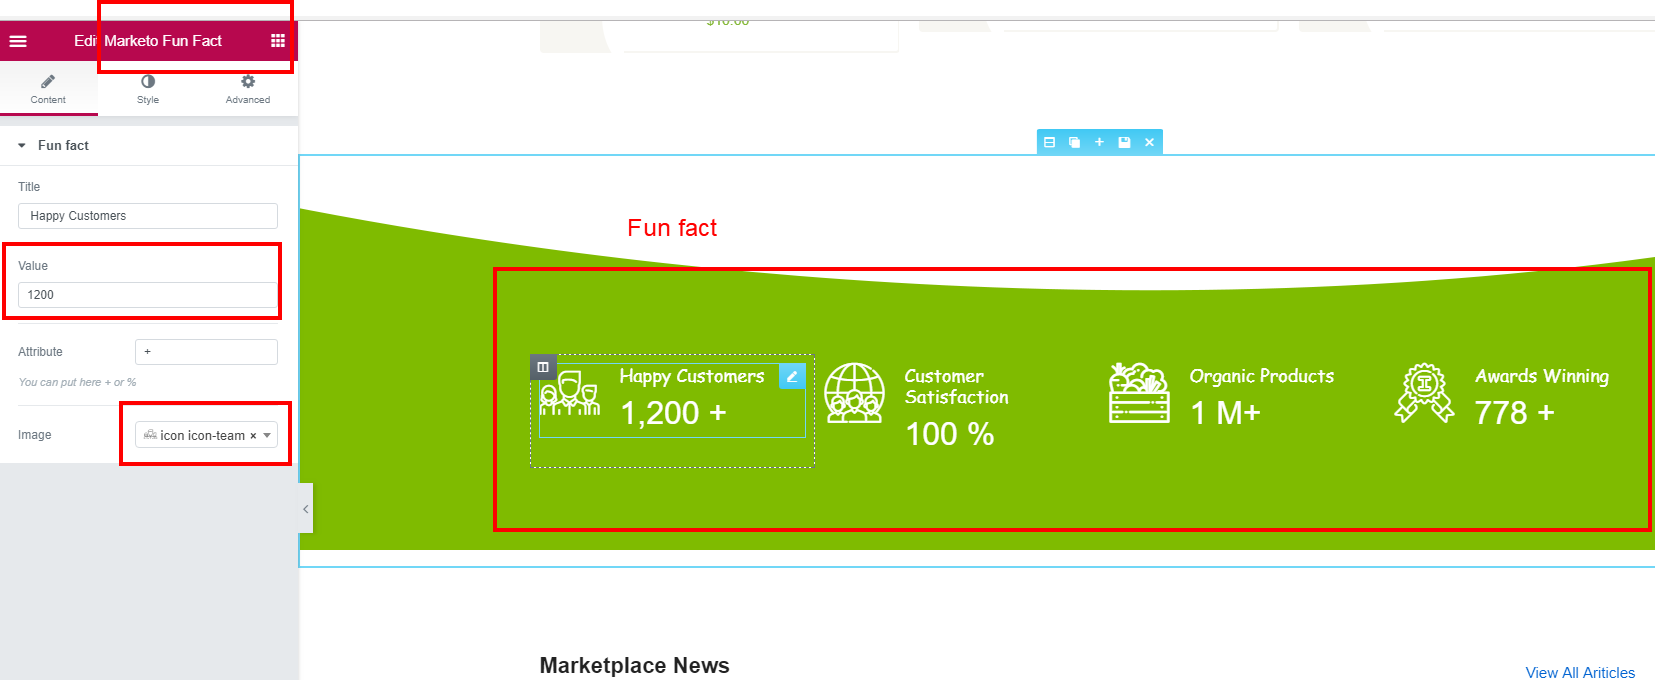 $10.00
Edit Marketo Fun Fact
Content
Style
Advanced
Fun fact
Title
Happy Customers
Value
1200
Attribute
+
You can put here + or %
Image
icon icon-team × 
Fun fact
Happy Customers
1,200 +
Customer
Satisfaction
100 %
Organic Products
1 M+
Awards Winning
778 +
Marketplace News
View All Ariticles